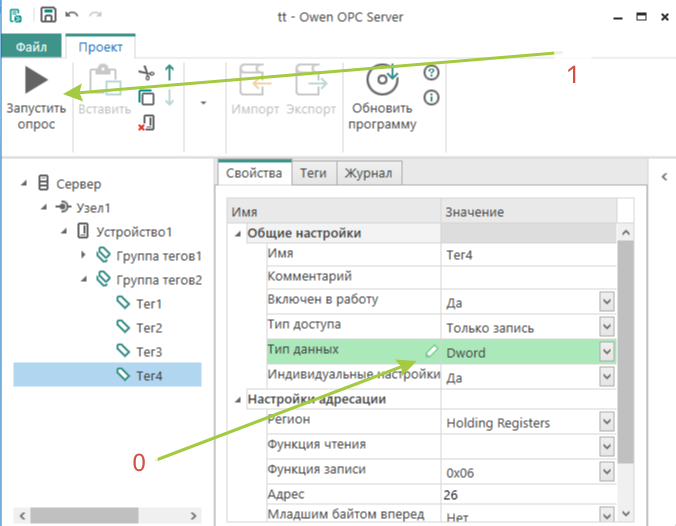 tt - Owen OPC Server
Файл
Проект
1
Запустить
опрос
Вставить
Импорт
Экспорт
Обновить
программу
Сервер
Узел1
Устройство1
Группа тегов1
Группа тегов2
Тег1
Тег2
Тег3
Тег4
Свойства
Теги
Журнал
Имя
Значение
Общие настройки
Имя
Тег4
Комментарий
Включен в работу
Да
Тип доступа
Только запись
Тип данных
Dword
Индивидуальные настройки
Да
Настройки адресации
Регион
Holding Registers
Функция чтения
0
Функция записи
0x06
Адрес
26
Младшим байтом вперед
Нет